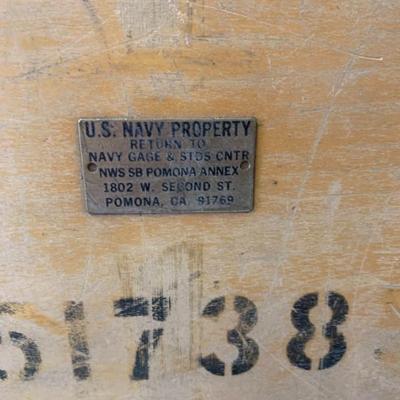 U.S. NAVY PROPERTY
RETURN TO
NAVY GAGE & STDS CNTR
NWS SB POMONA ANNEX
1802 W. SECOND ST.
POMONA, CA. 91769
51738